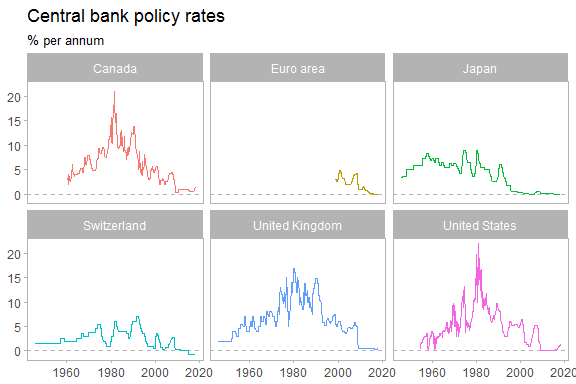 Central bank policy rates
% per annum
Canada Euro area Japan
20
15
10
5
0
Switzerland United Kingdom United States
20
15
10
5
0
1960 1980 2000 2020 1960 1980 2000 2020 1960 1980 2000 2020